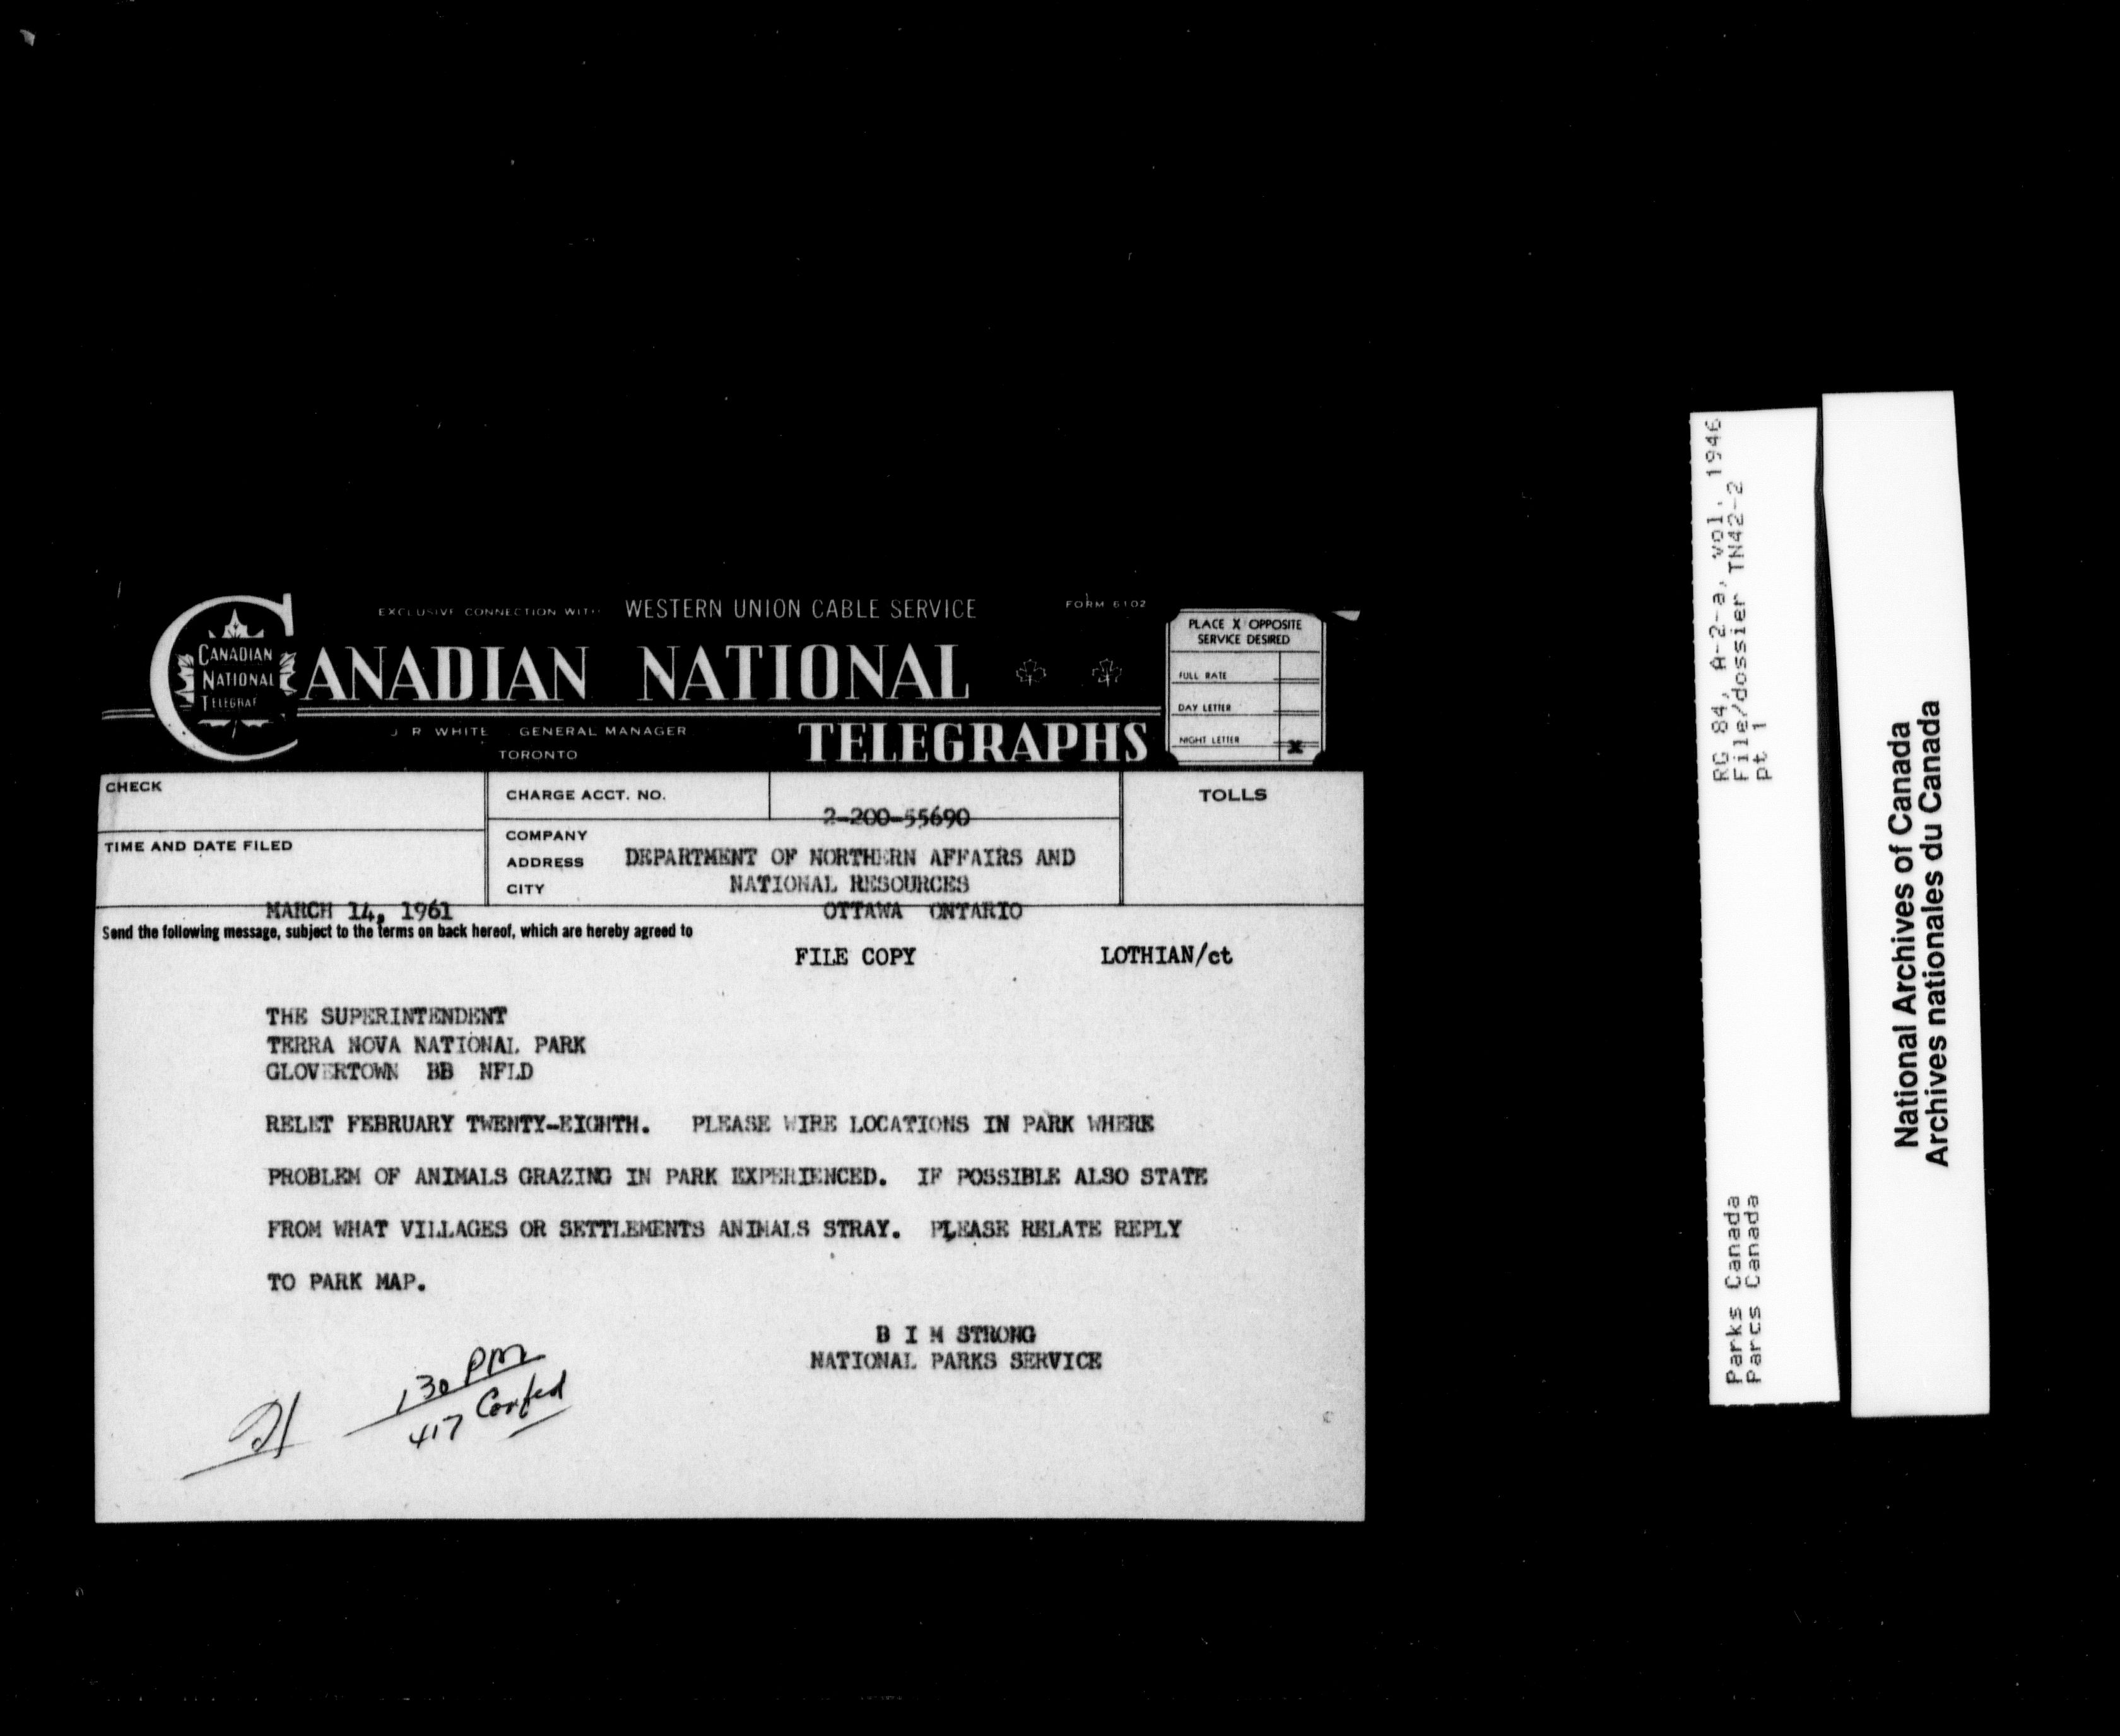 EXCLUSIVE CONNECTION WITH WESTERN UNION CABLE SERVICE
FORM 6102
CANADIAN NATIONAL
CANADIAN
NATIONAL
TELEGRAP
J R WHITE GENERAL MANAGER
TORONTO
TELEGRAPHS
PLACE X OPPOSITE
SERVICE DESIRED
FULL RATE
DAY LETTER
NIGHT LETTER X
CHECK
CHARGE ACCT. NO.
2-200-55690
TOLLS
TIME AND DATE FILED
MARCH 14, 1961
COMPANY
ADDRESS DEPARTMENT OF NORTHERN AFFAIRS AND
CITY NATIONAL RESOURCES
OTTAWA ONTARIO
Send the following message, subject to the terms on back hereof, which are hereby agreed to
FILE COPY LOTHIAN/ct
THE SUPERINTENDENT
TERRA NOVA NATIONAL PARK
GLOVERTOWN BB NFLD
RELET FEBRUARY TWENTY-EIGHTH. PLEASE WIRE LOCATIONS IN PARK WHERE
PROBLEM OF ANIMALS GRAZING IN PARK EXPERIENCED. IF POSSIBLE ALSO STATE
FROM WHAT VILLAGES OR SETTLEMENTS ANIMALS STRAY. PLEASE RELATE REPLY
TO PARK MAP.
B I M STRONG
NATIONAL PARKS SERVICE
130 PM
417 Confed
RG 84, A-2-a, vol. 1946
File/dossier TN42-2
pt 1
Parks Canada
Parcs Canada
National Archives of Canada
Archives nationales du Canada